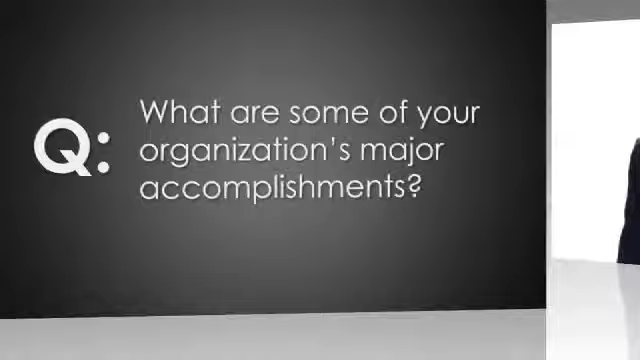 Q: What are some of your
organization's major
accomplishments?